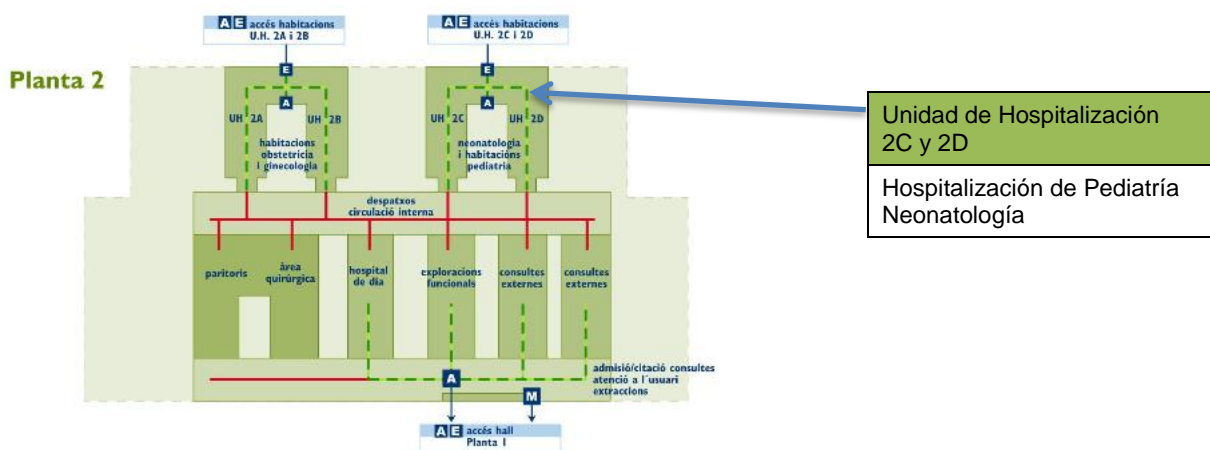 A E accés habitacions
U.H. 2A i 2B
A E accés habitacions
U.H. 2C i 2D
Planta 2
E
E
A
A
UH 2A
UH 2B
UH 2C
UH 2D
habitacions
obstetrícia
i ginecologia
neonatologia
i habitacións
pediatria
Unidad de Hospitalización
2C y 2D
Hospitalización de Pediatría
Neonatología
despatxos
circulació interna
paritoris
àrea
quirúrgica
hospital
de dia
exploracions
funcionals
consultes
externes
consultes
externes
admisió/citació consultes
atenció a l'usuari
extraccions
A
M
A E accés hall
Planta 1